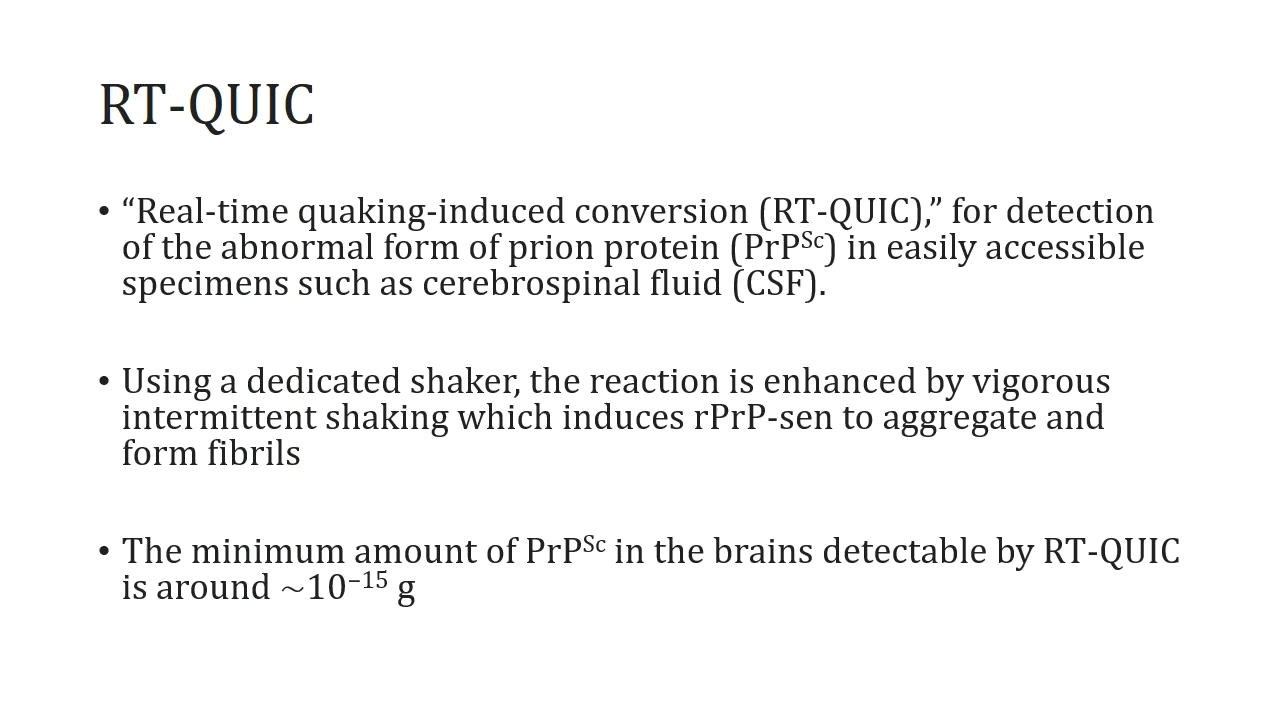 RT-QUIC
• “Real-time quaking-induced conversion (RT-QUIC),” for detection
of the abnormal form of prion protein (PrPˢᶜ) in easily accessible
specimens such as cerebrospinal fluid (CSF).
• Using a dedicated shaker, the reaction is enhanced by vigorous
intermittent shaking which induces rPrP-sen to aggregate and
form fibrils
• The minimum amount of PrPˢᶜ in the brains detectable by RT-QUIC
is around ~10⁻¹⁵ g